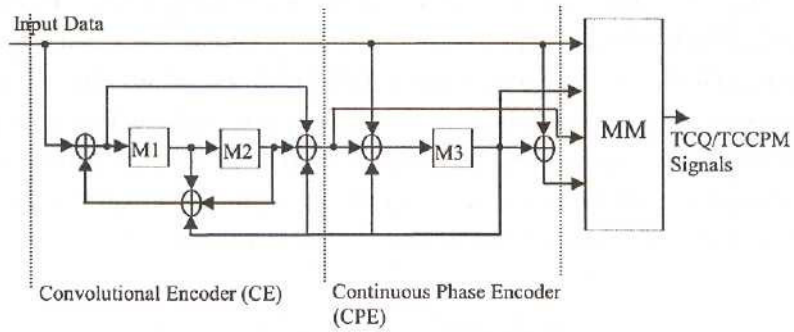 Input Data
M1
M2
M3
MM
TCQ/TCCPM
Signals
Convolutional Encoder (CE)
Continuous Phase Encoder
(CPE)